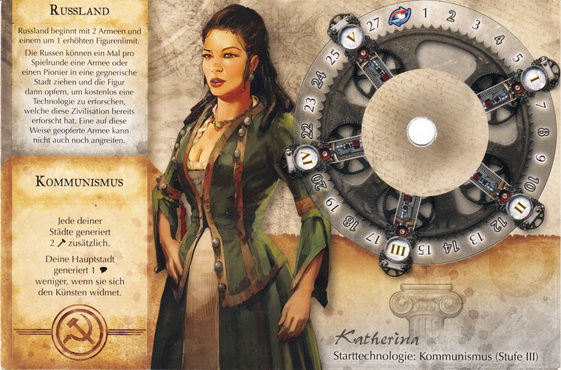 RUSSLAND
Russland beginnt mit 2 Armeen und
einem um 1 erhöhten Figurenlimit.
Die Russen können ein Mal pro
Spielrunde eine Armee oder
einen Pionier in eine gegnerische
Stadt ziehen und die Figur
dann opfern, um kostenlos eine
Technologie zu erforschen,
welche diese Zivilisation bereits
erforscht hat. Eine auf diese
Weise geopferte Armee kann
nicht auch noch angreifen.
KOMMUNISMUS
Jede deiner
Städte generiert
2 zusätzlich.
Deine Hauptstadt
generiert 1
weniger, wenn sie sich
den Künsten widmet.
1
2
3
4
5
I
7
8
9
10
II
12
13
14
15
III
17
18
19
20
IV
22
23
24
25
V
27
Katherina
Starttechnologie: Kommunismus (Stufe III)